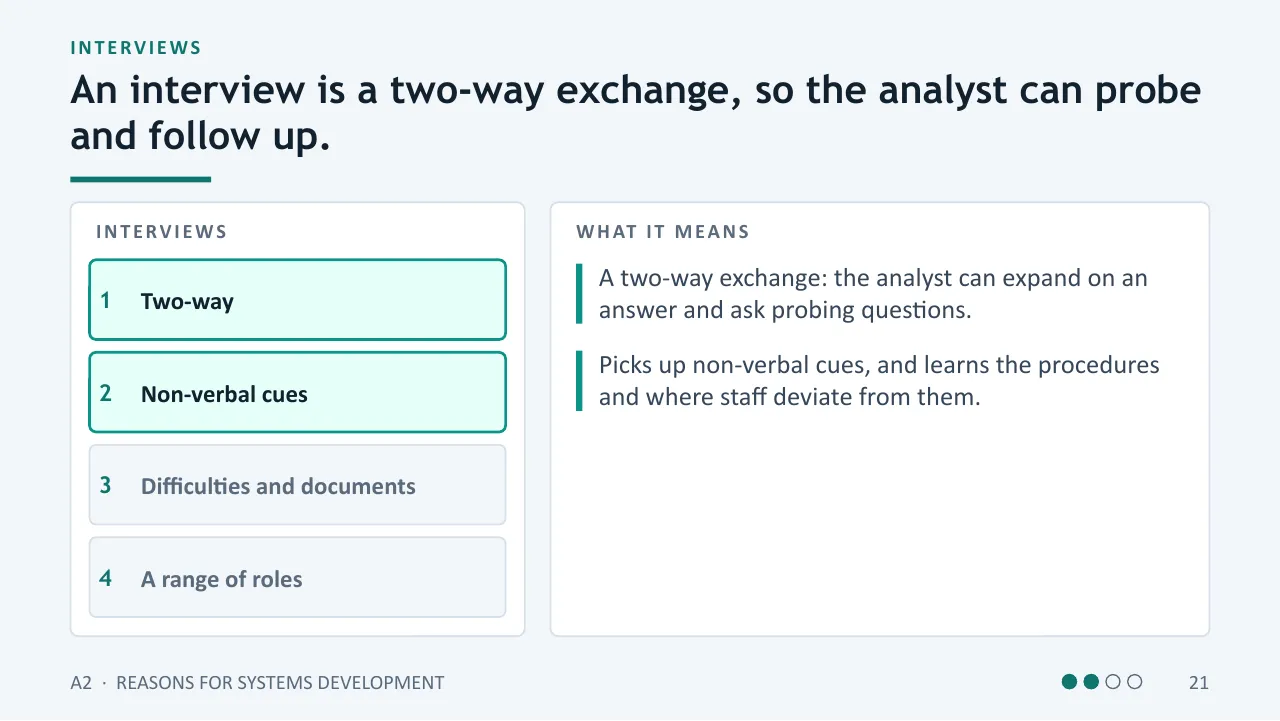 INTERVIEWS
An interview is a two-way exchange, so the analyst can probe
and follow up.
INTERVIEWS
1 Two-way
2 Non-verbal cues
3 Difficulties and documents
4 A range of roles
WHAT IT MEANS
A two-way exchange: the analyst can expand on an
answer and ask probing questions.
Picks up non-verbal cues, and learns the procedures
and where staff deviate from them.
A2 · REASONS FOR SYSTEMS DEVELOPMENT
21